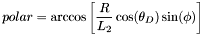 polar = arccos [ R/L₂ cos(θ_D) sin(ϕ) ]